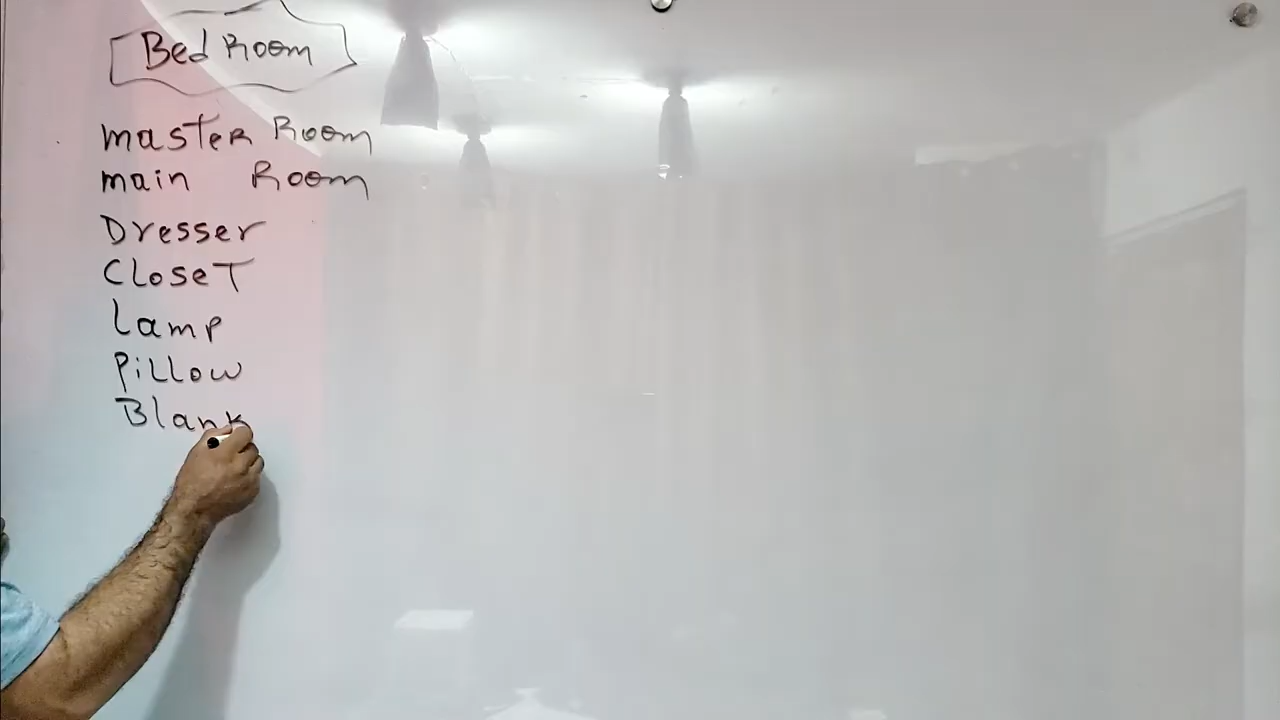 Bed Room
master Room
main Room
Dresser
Closet
Lamp
Pillow
Blank